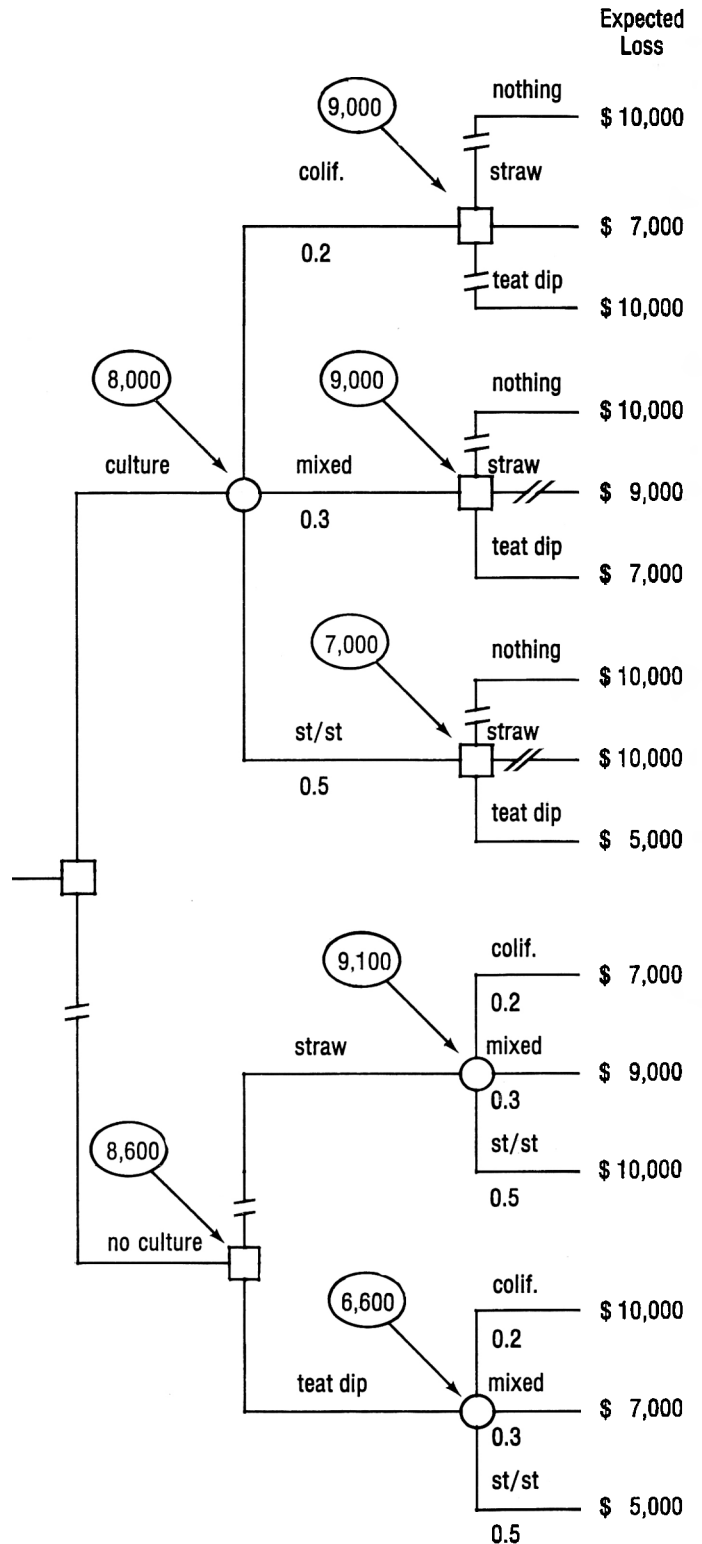 Expected
Loss
nothing
$ 10,000
9,000
colif.
straw
0.2
$ 7,000
teat dip
$ 10,000
8,000
9,000
nothing
$ 10,000
culture
mixed
straw
$ 9,000
0.3
teat dip
$ 7,000
7,000
nothing
$ 10,000
st/st
straw
$ 10,000
0.5
teat dip
$ 5,000
9,100
colif.
$ 7,000
0.2
straw
mixed
$ 9,000
0.3
8,600
st/st
$ 10,000
0.5
no culture
6,600
colif.
$ 10,000
0.2
teat dip
mixed
$ 7,000
0.3
st/st
$ 5,000
0.5